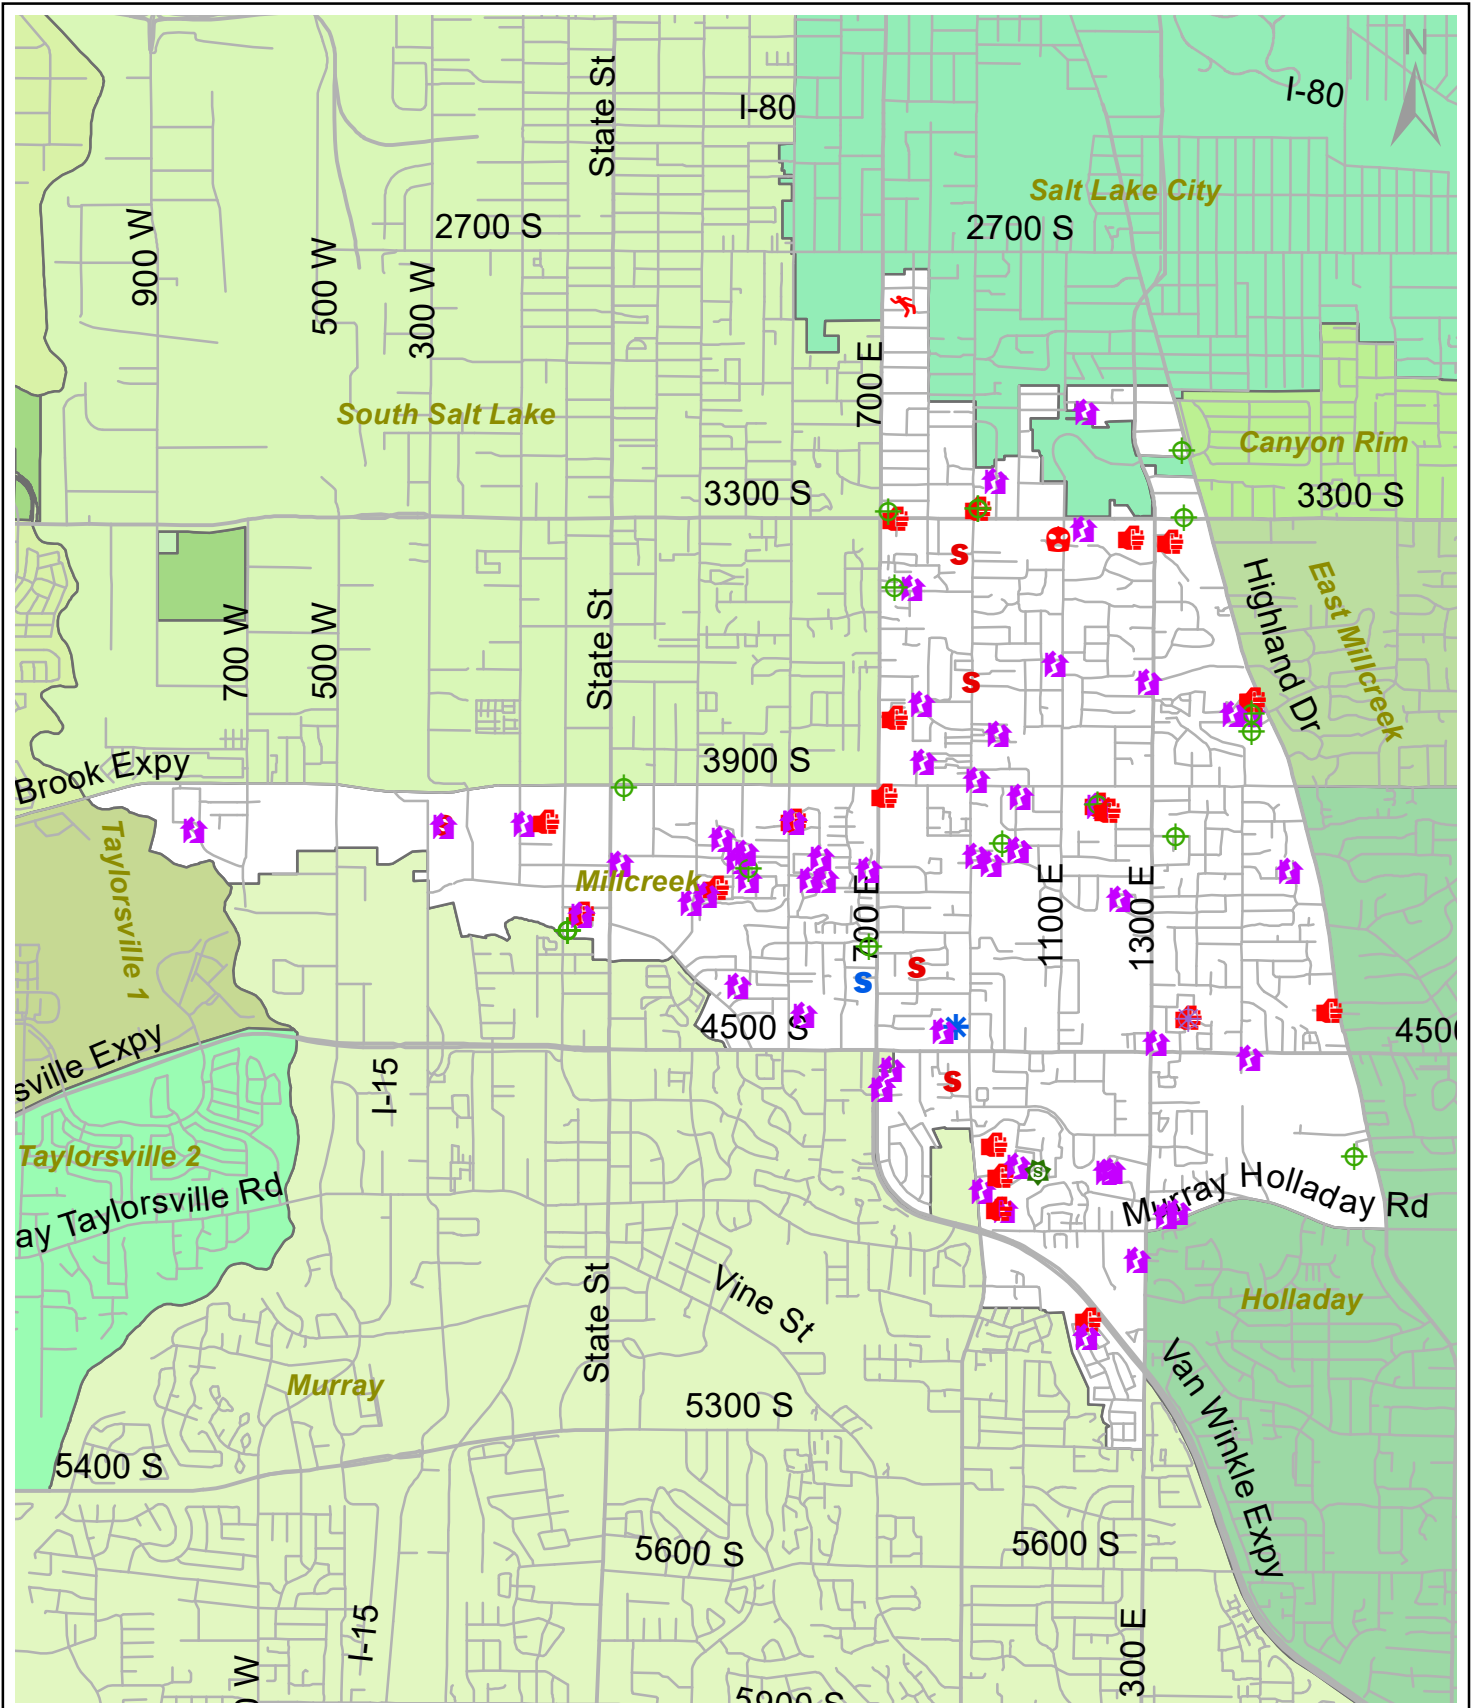 N
State St
I-80
I-80
Salt Lake City
900 W
2700 S
2700 S
500 W
300 W
700 E
South Salt Lake
Canyon Rim
3300 S
3300 S
S
Highland Dr
East Millcreek
State St
700 W
500 W
S
3900 S
Brook Expy
Taylorsville 1
S
Millcreek
700 E
1100 E
1300 E
S
S
4500 S
4500
sville Expy
I-15
S
Taylorsville 2
S
ay Taylorsville Rd
Murray Holladay Rd
State St
Vine St
Holladay
Murray
Van Winkle Expy
5300 S
5400 S
5600 S
5600 S
I-15
300 E
0 W
5900 S